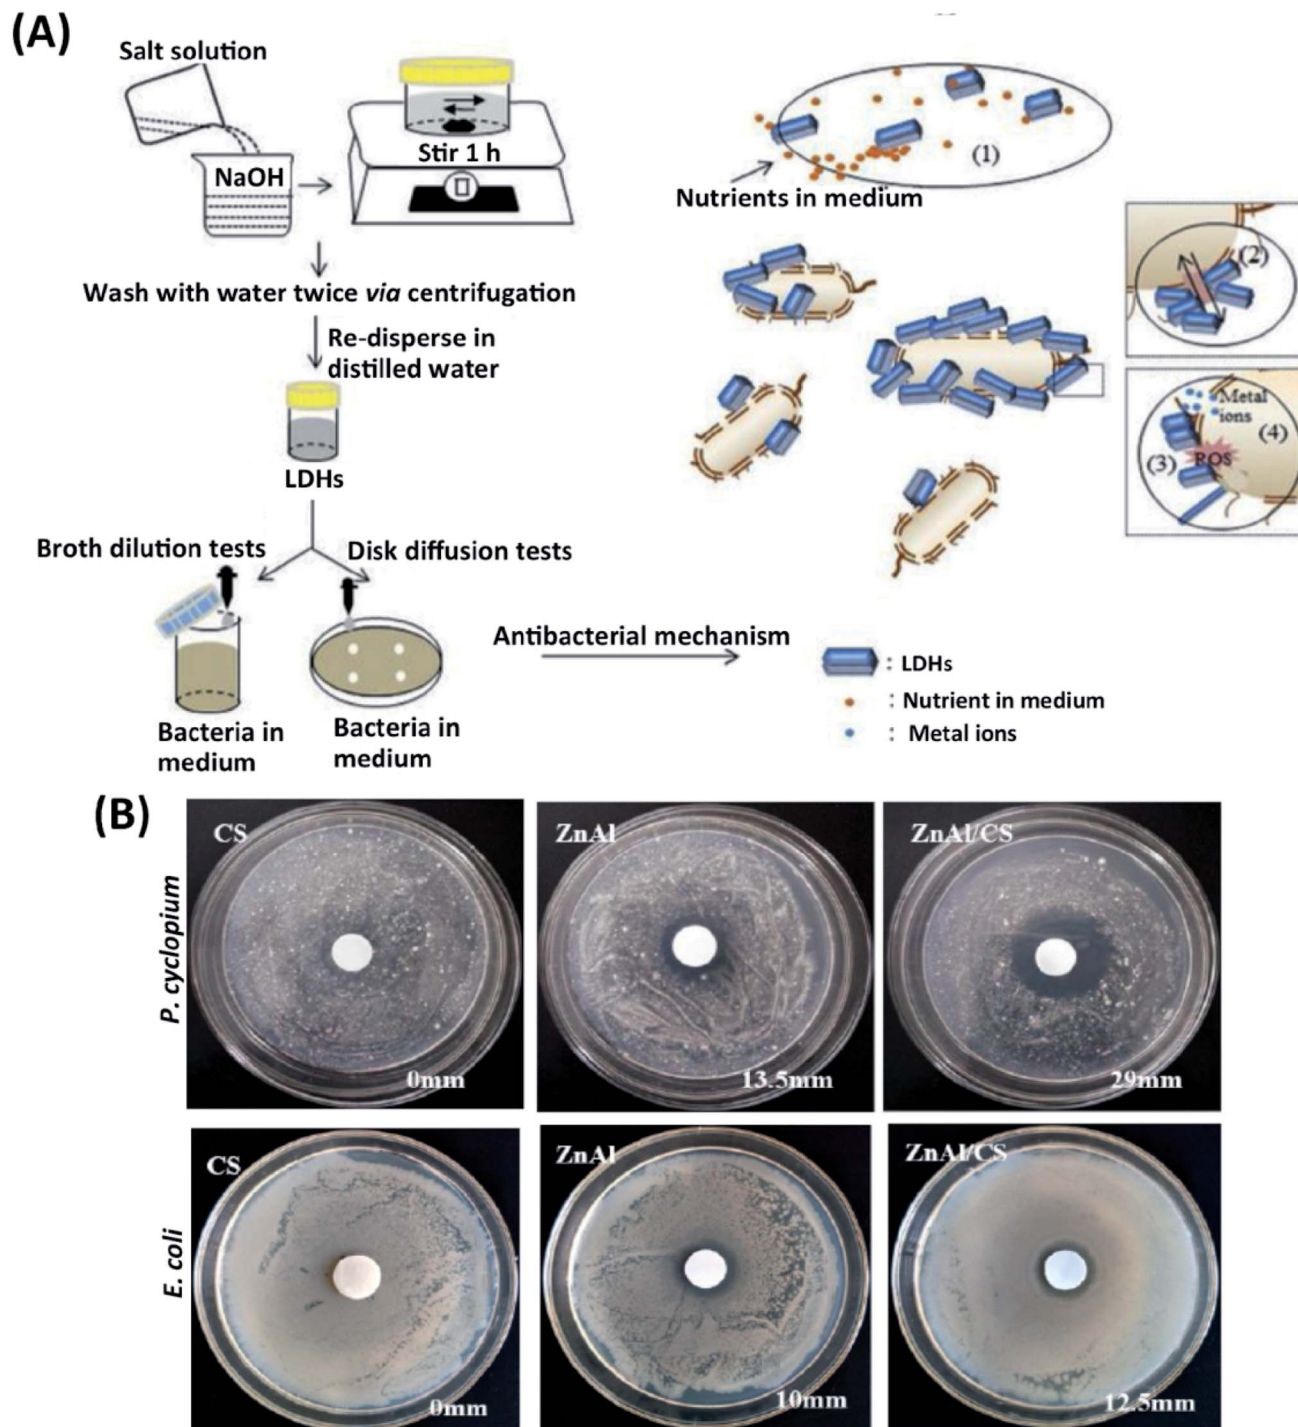 (A)
Salt solution
NaOH
Stir 1 h
Wash with water twice via centrifugation
Re-disperse in
distilled water
LDHs
Broth dilution tests
Disk diffusion tests
Bacteria in
medium
Bacteria in
medium
Antibacterial mechanism
(1)
Nutrients in medium
(2)
Metal
ions
(4)
(3)
ROS
: LDHs
: Nutrient in medium
: Metal ions
(B)
P. cyclopium
CS
0mm
ZnAl
13.5mm
ZnAl/CS
29mm
E. coli
CS
0mm
ZnAl
10mm
ZnAl/CS
12.5mm